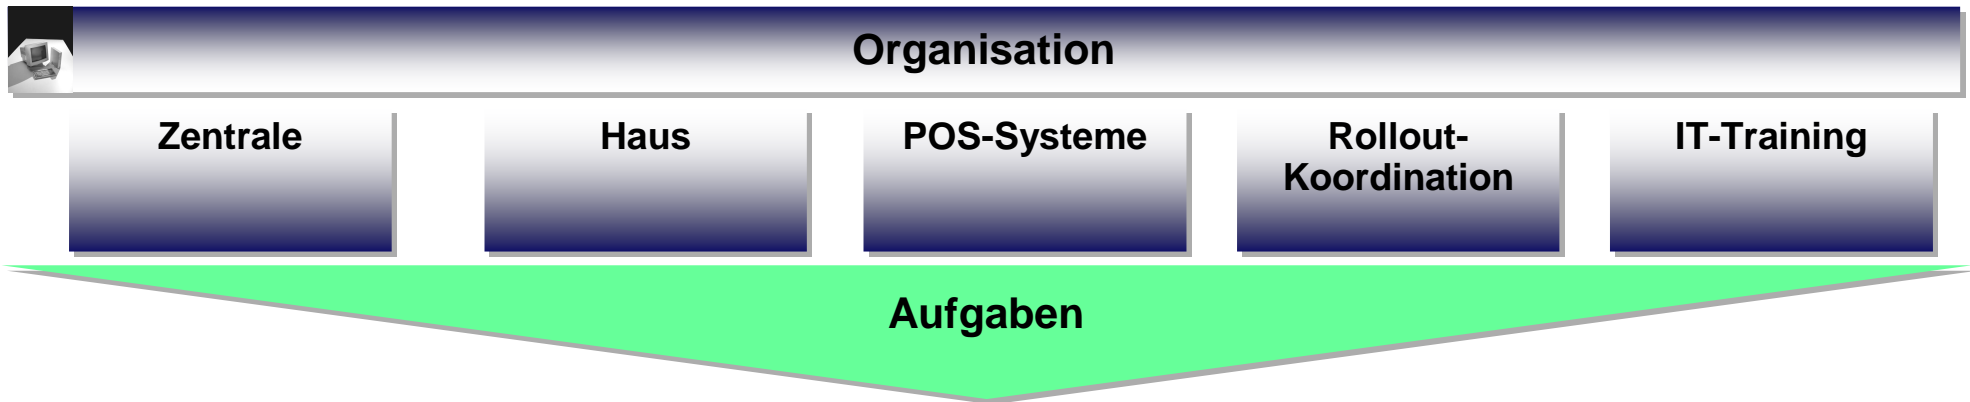 Organisation
Zentrale
Haus
POS-Systeme
Rollout-
Koordination
IT-Training
Aufgaben